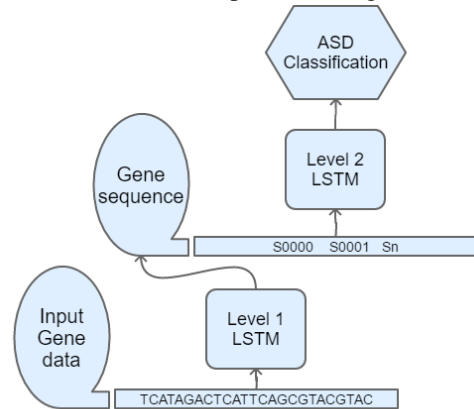 ASD
Classification
Level 2
LSTM
Gene
sequence
S0000 S0001 Sn
Input
Gene
data
Level 1
LSTM
TCATAGACTCATTCAGCGTACGTAC